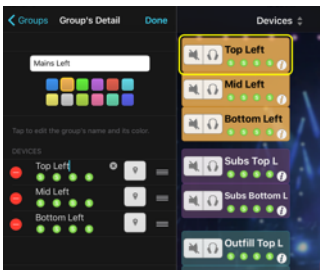 Groups Group's Detail Done
Mains Left
Tap to edit the group's name and its color.
DEVICES
Top Left
Mid Left
Bottom Left
Devices
Top Left
Mid Left
Bottom Left
Subs Top L
Subs Bottom L
Outfill Top L